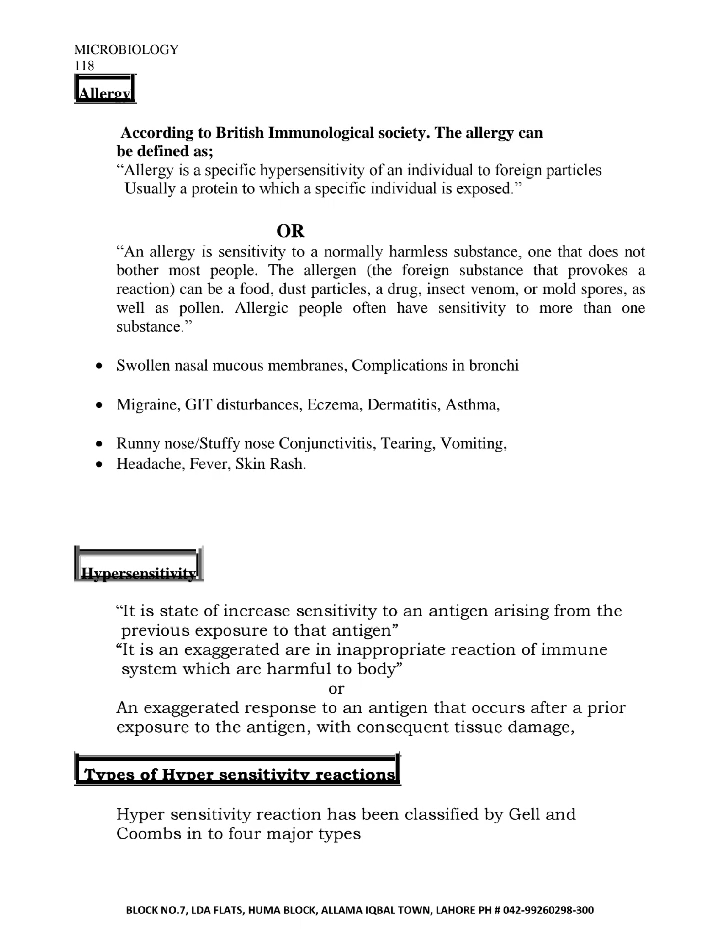 MICROBIOLOGY
118
Allergy
According to British Immunological society. The allergy can
be defined as;
“Allergy is a specific hypersensitivity of an individual to foreign particles
Usually a protein to which a specific individual is exposed.”
OR
“An allergy is sensitivity to a normally harmless substance, one that does not
bother most people. The allergen (the foreign substance that provokes a
reaction) can be a food, dust particles, a drug, insect venom, or mold spores, as
well as pollen. Allergic people often have sensitivity to more than one
substance.”
• Swollen nasal mucous membranes, Complications in bronchi
• Migraine, GIT disturbances, Eczema, Dermatitis, Asthma,
• Runny nose/Stuffy nose Conjunctivitis, Tearing, Vomiting,
• Headache, Fever, Skin Rash.
Hypersensitivity
“It is state of increase sensitivity to an antigen arising from the
previous exposure to that antigen”
“It is an exaggerated are in inappropriate reaction of immune
system which are harmful to body”
or
An exaggerated response to an antigen that occurs after a prior
exposure to the antigen, with consequent tissue damage,
Types of Hyper sensitivity reactions
Hyper sensitivity reaction has been classified by Gell and
Coombs in to four major types
BLOCK NO.7, LDA FLATS, HUMA BLOCK, ALLAMA IQBAL TOWN, LAHORE PH # 042-99260298-300